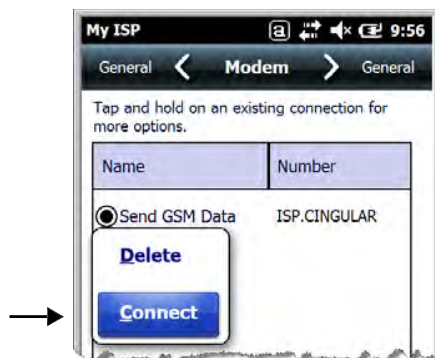 My ISP a 9:56
General Modem General
Tap and hold on an existing connection for
more options.
Name Number
Send GSM Data ISP.CINGULAR
Delete
Connect